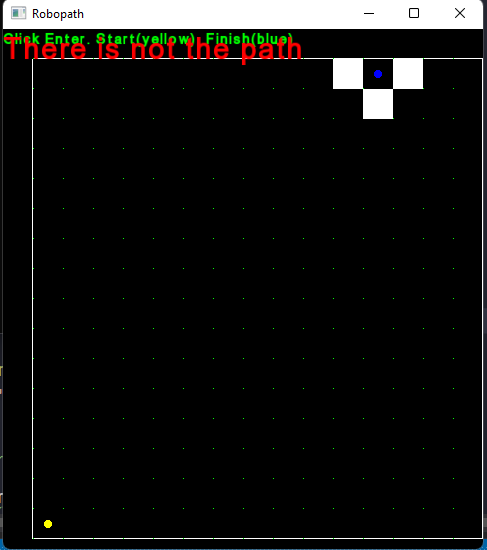 Robopath
Click Enter. Start(yellow). Finish(blue)
There is not the path